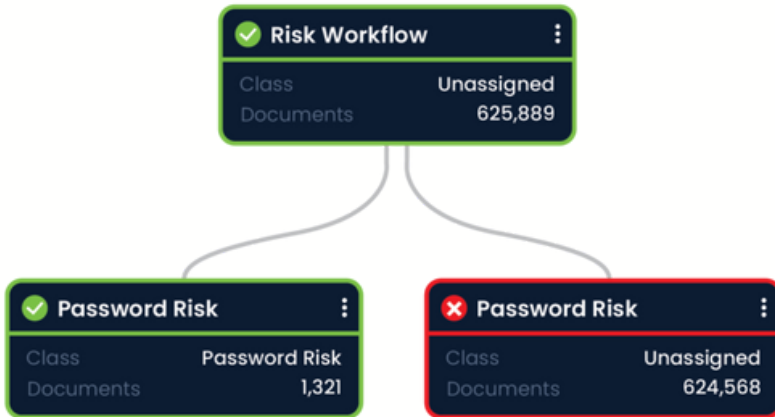 Risk Workflow
Class Unassigned
Documents 625,889
Password Risk
Class Password Risk
Documents 1,321
Password Risk
Class Unassigned
Documents 624,568